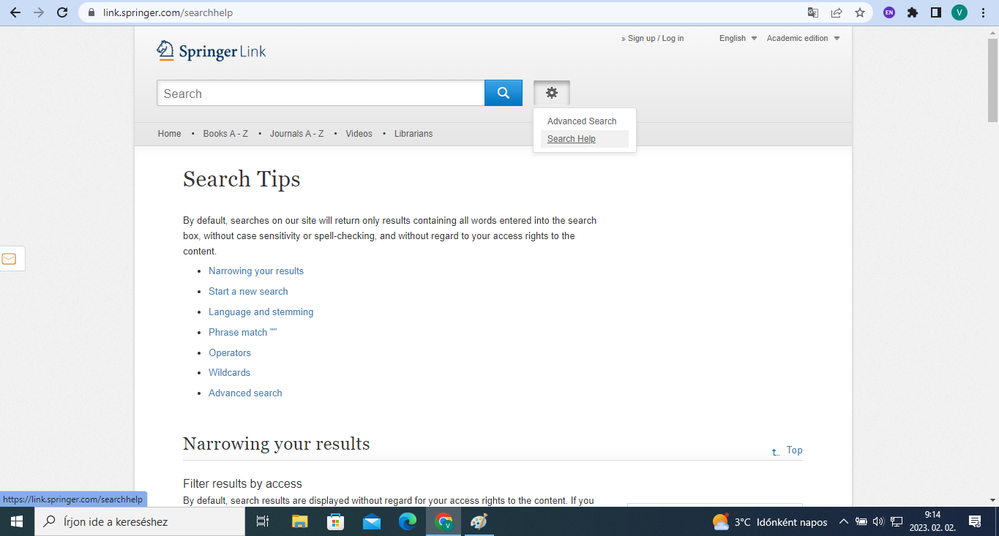 link.springer.com/searchhelp
EN
V
» Sign up / Log in
English
Academic edition
Springer Link
Search
Advanced Search
Search Help
Home • Books A - Z • Journals A - Z • Videos • Librarians
Search Tips
By default, searches on our site will return only results containing all words entered into the search
box, without case sensitivity or spell-checking, and without regard to your access rights to the
content.
• Narrowing your results
• Start a new search
• Language and stemming
• Phrase match ""
• Operators
• Wildcards
• Advanced search
Narrowing your results
Top
Filter results by access
By default, search results are displayed without regard for your access rights to the content. If you
https://link.springer.com/searchhelp
Írjon ide a kereséshez
V
3°C Időnként napos
9:14
2023. 02. 02.